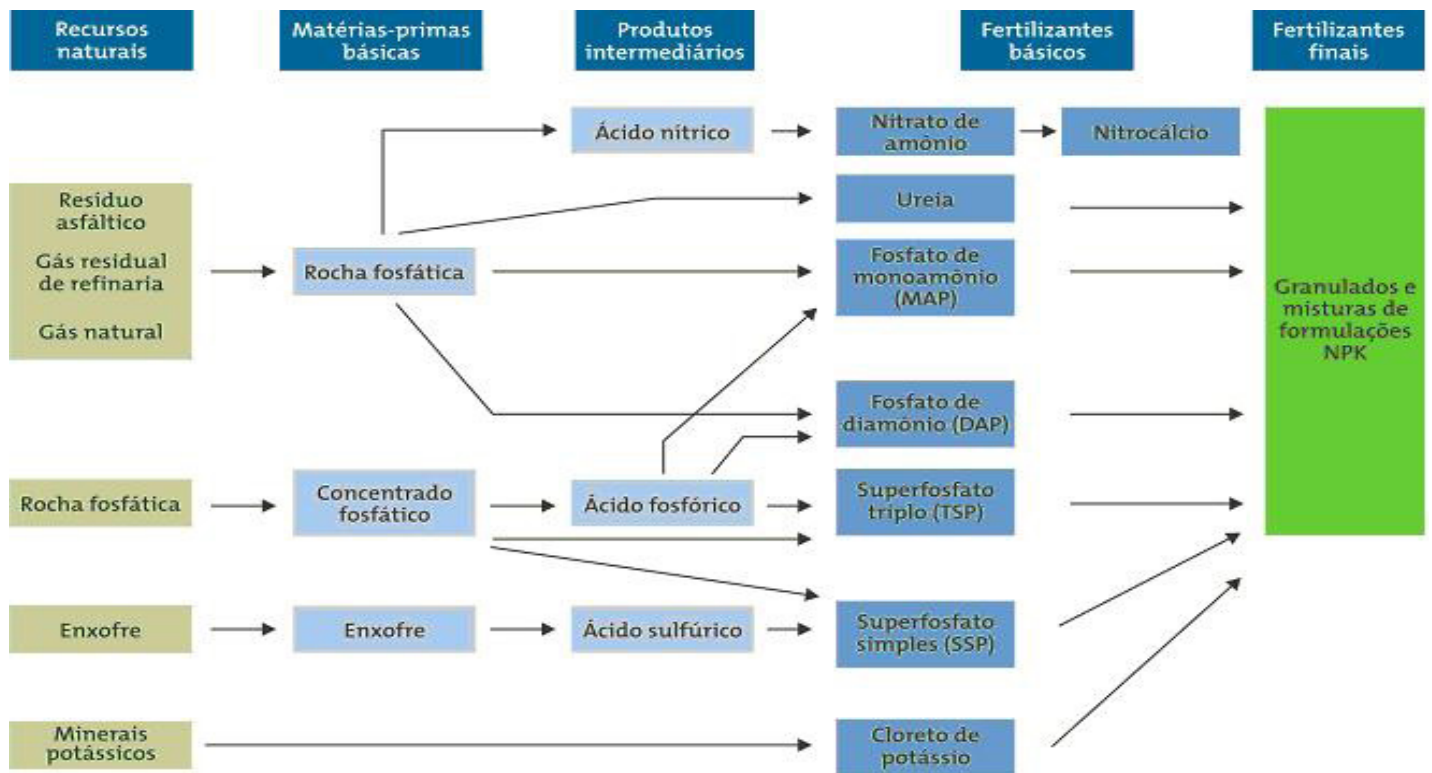 Recursos
naturais
Matérias-primas
básicas
Produtos
intermediários
Fertilizantes
básicos
Fertilizantes
finais
Ácido nítrico
Nitrato de
amônio
Nitrocálcio
Resíduo
asfáltico
Gás residual
de refinaria
Gás natural
Rocha fosfática
Ureia
Fosfato de
monoamônio
(MAP)
Granulados e
misturas de
formulações
NPK
Fosfato de
diamônio (DAP)
Rocha fosfática
Concentrado
fosfático
Ácido fosfórico
Superfosfato
triplo (TSP)
Enxofre
Enxofre
Ácido sulfúrico
Superfosfato
simples (SSP)
Minerais
potássicos
Cloreto de
potássio